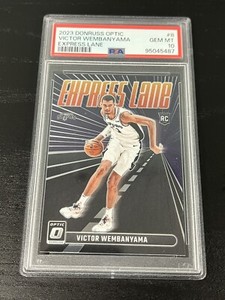 2023 DONRUSS OPTIC #8
VICTOR WEMBANYAMA GEM MT
EXPRESS LANE 10
PSA 95045487
EXPRESS LANE
RC
VICTOR WEMBANYAMA
OPTIC